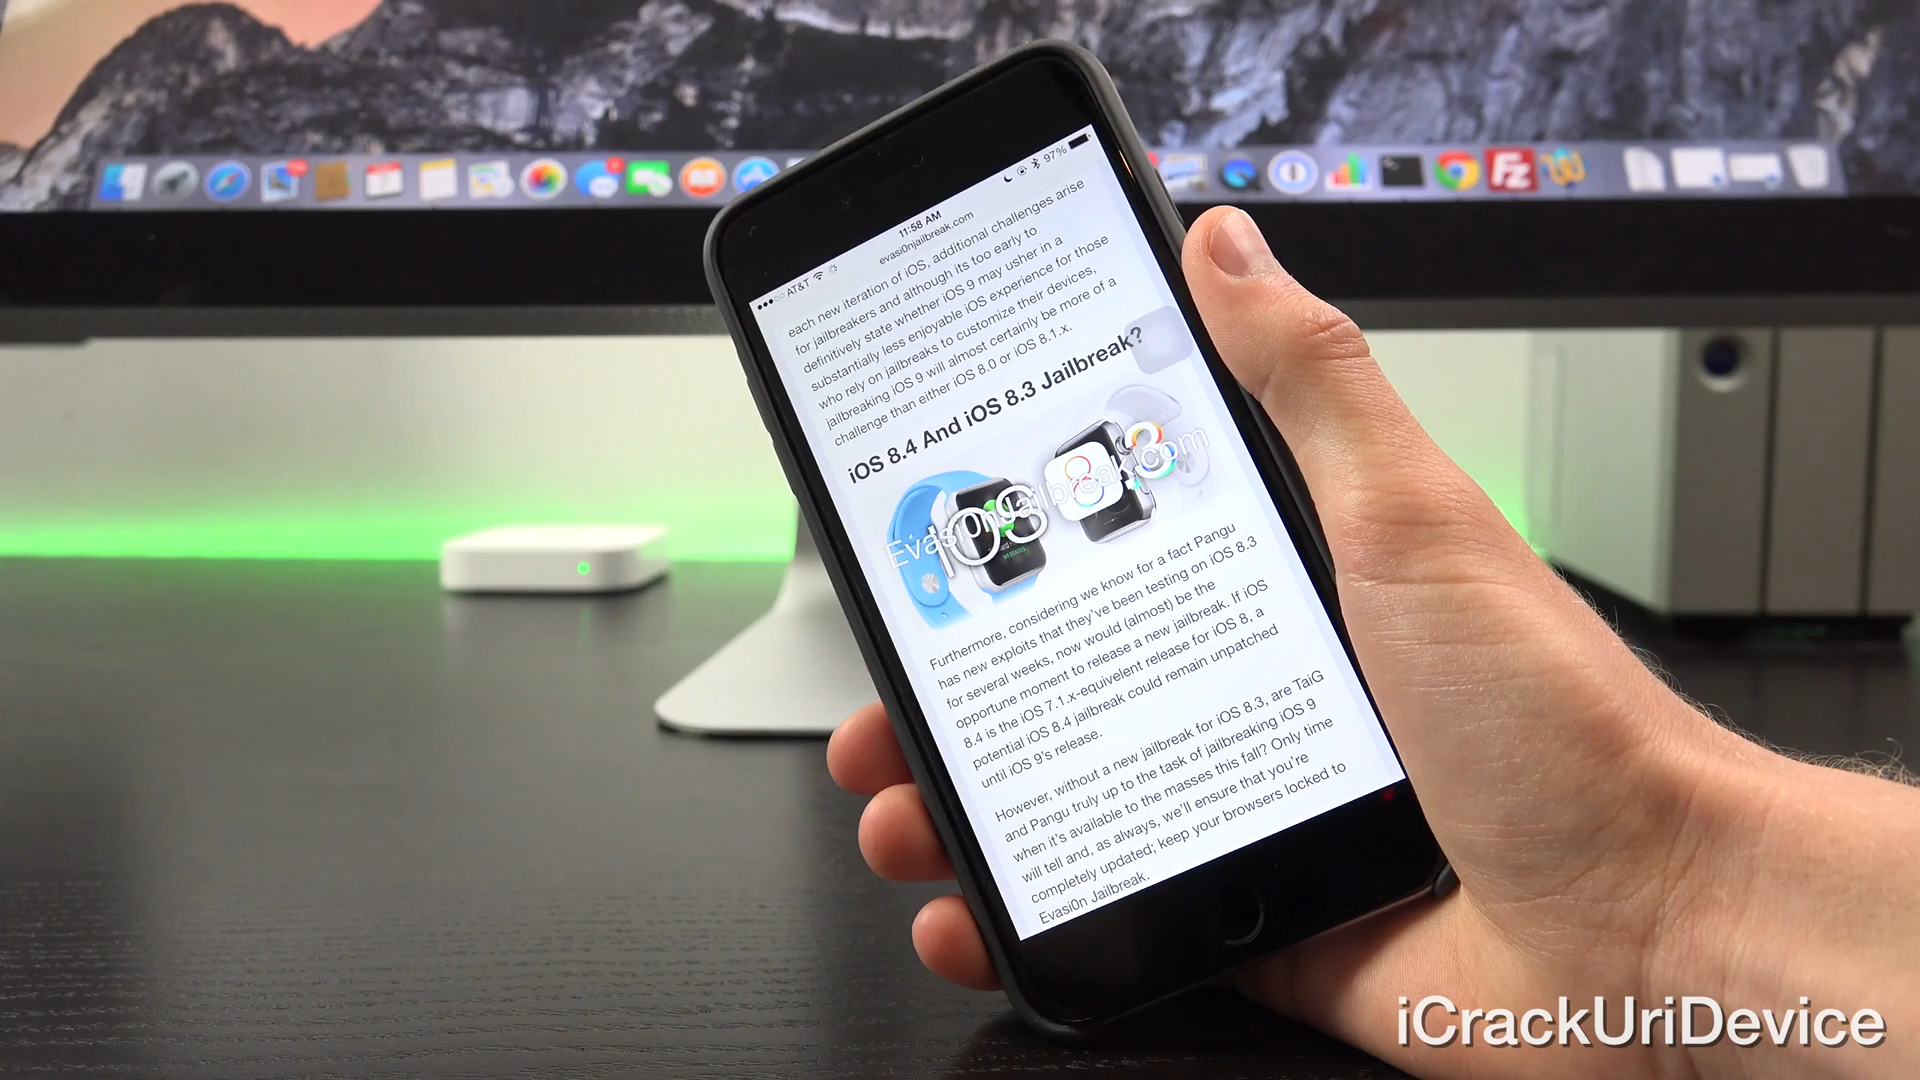 AT&T
11:58 AM
97%
evasi0njailbreak.com
each new iteration of iOS, additional challenges arise
for jailbreakers and although its too early to
definitively state whether iOS 9 may usher in a
substantially less enjoyable iOS experience for those
who rely on jailbreaks to customize their devices,
jailbreaking iOS 9 will almost certainly be more of a
challenge than either iOS 8.0 or iOS 8.1.x.
iOS 8.4 And iOS 8.3 Jailbreak?
iOS 8
Evasi0nJailbreak.com
MESSAGES
Furthermore, considering we know for a fact Pangu
has new exploits that they've been testing on iOS 8.3
for several weeks, now would (almost) be the
opportune moment to release a new jailbreak. If iOS
8.4 is the iOS 7.1.x-equivelent release for iOS 8, a
potential iOS 8.4 jailbreak could remain unpatched
until iOS 9's release.
However, without a new jailbreak for iOS 8.3, are TaiG
and Pangu truly up to the task of jailbreaking iOS 9
when it's available to the masses this fall? Only time
will tell and, as always, we'll ensure that you're
completely updated; keep your browsers locked to
Evasi0n Jailbreak.
FZ
iCrackUriDevice